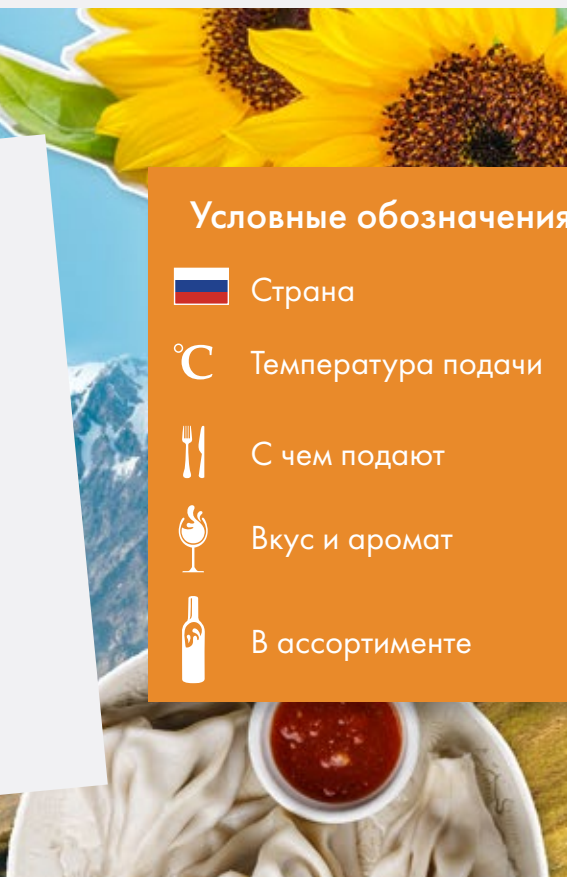 Условные обозначения
Страна
°C
Температура подачи
С чем подают
Вкус и аромат
В ассортименте